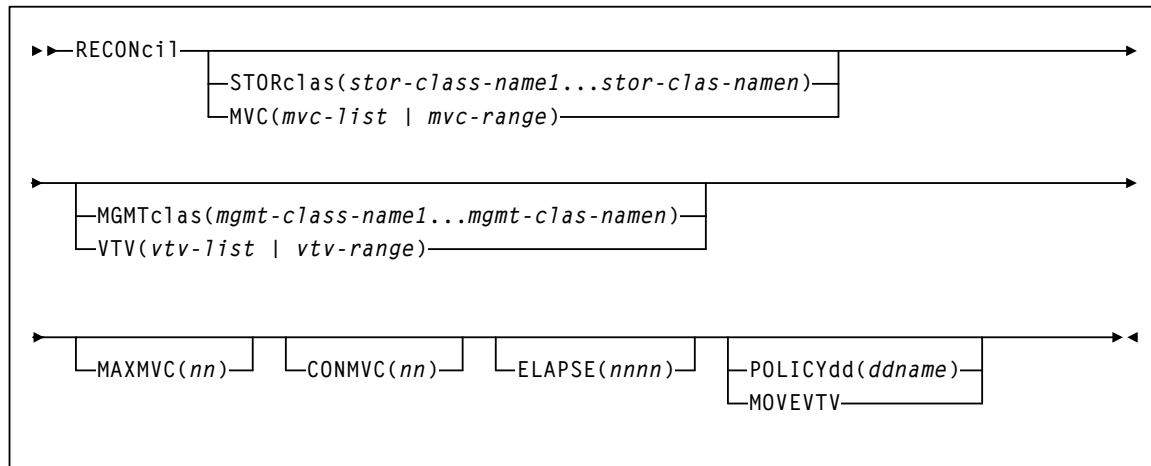 RECONcil
STORclas(stor-class-name1...stor-clas-namen)
MVC(mvc-list | mvc-range)
MGMTclas(mgmt-class-name1...mgmt-clas-namen)
VTV(vtv-list | vtv-range)
MAXMVC(nn) CONMVC(nn) ELAPSE(nnnn) POLICYdd(ddname)
MOVEVTV